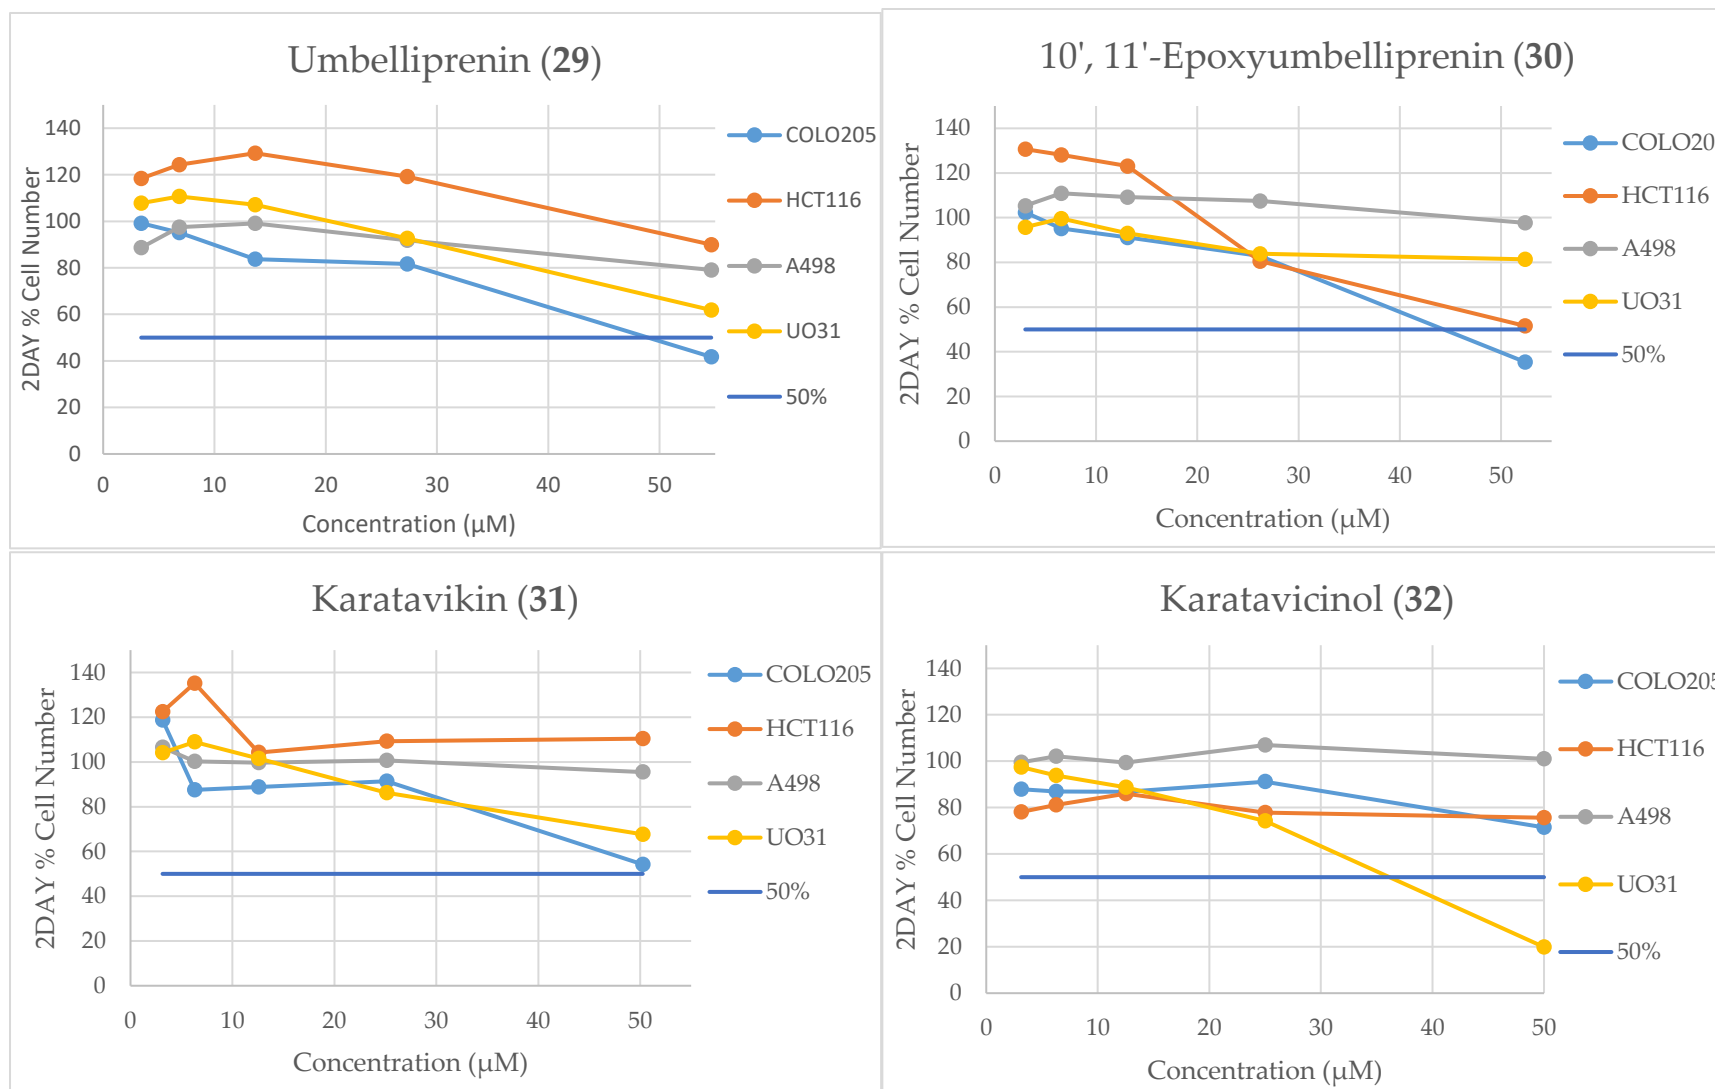 Umbelliprenin (29)
140
120
100
80
60
40
20
0
0 10 20 30 40 50
2DAY % Cell Number
Concentration (µM)
COLO205
HCT116
A498
UO31
50%
10', 11'-Epoxyumbelliprenin (30)
140
120
100
80
60
40
20
0
0 10 20 30 40 50
2DAY % Cell Number
Concentration (µM)
COLO20
HCT116
A498
UO31
50%
Karatavikin (31)
140
120
100
80
60
40
20
0
0 10 20 30 40 50
2DAY % Cell Number
Concentration (µM)
COLO205
HCT116
A498
UO31
50%
Karatavicinol (32)
140
120
100
80
60
40
20
0
0 10 20 30 40 50
2DAY % Cell Number
Concentration (µM)
COLO205
HCT116
A498
UO31
50%